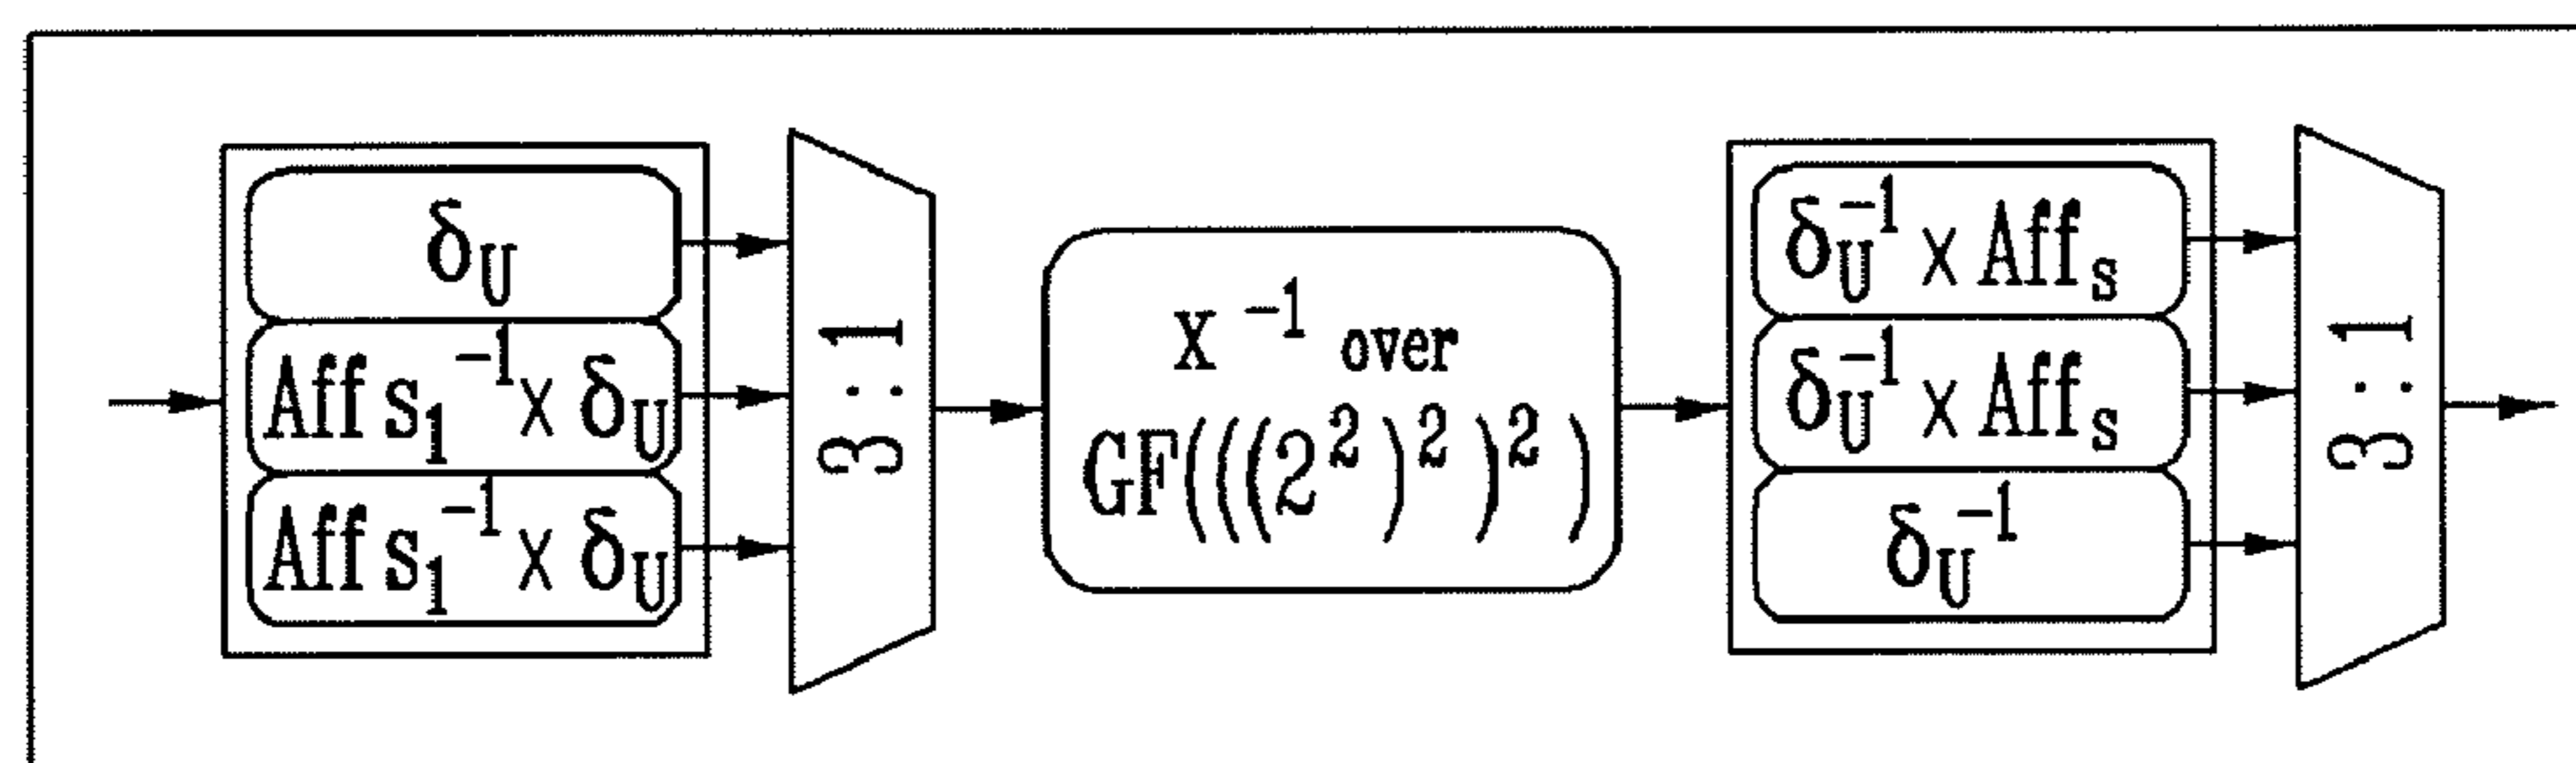 δU
Aff s1^-1 x δU
Aff s1^-1 x δU
3:1
X^-1 over
GF(((2^2)^2)^2)
δU^-1 x Affs
δU^-1 x Affs
δU^-1
3:1